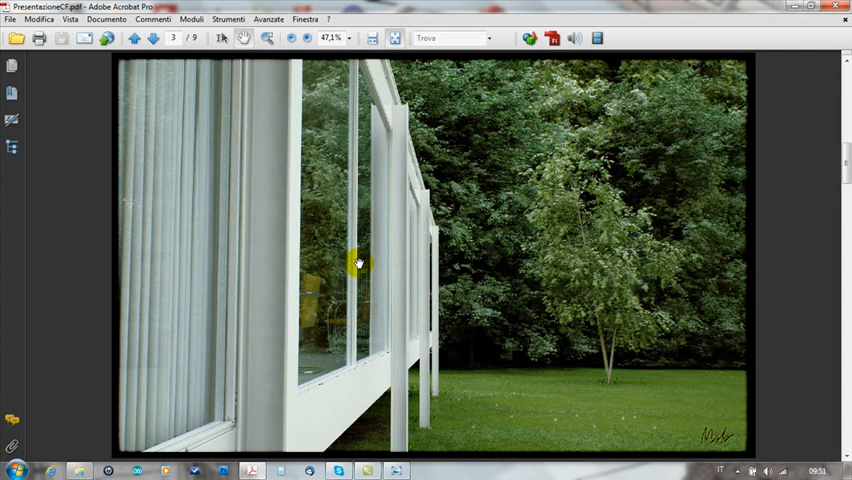 PresentazioneCF.pdf - Adobe Acrobat Pro
File Modifica Vista Documento Commenti Moduli Strumenti Avanzate Finestra ?
3 / 9 47,1% Trova
IT 09:51